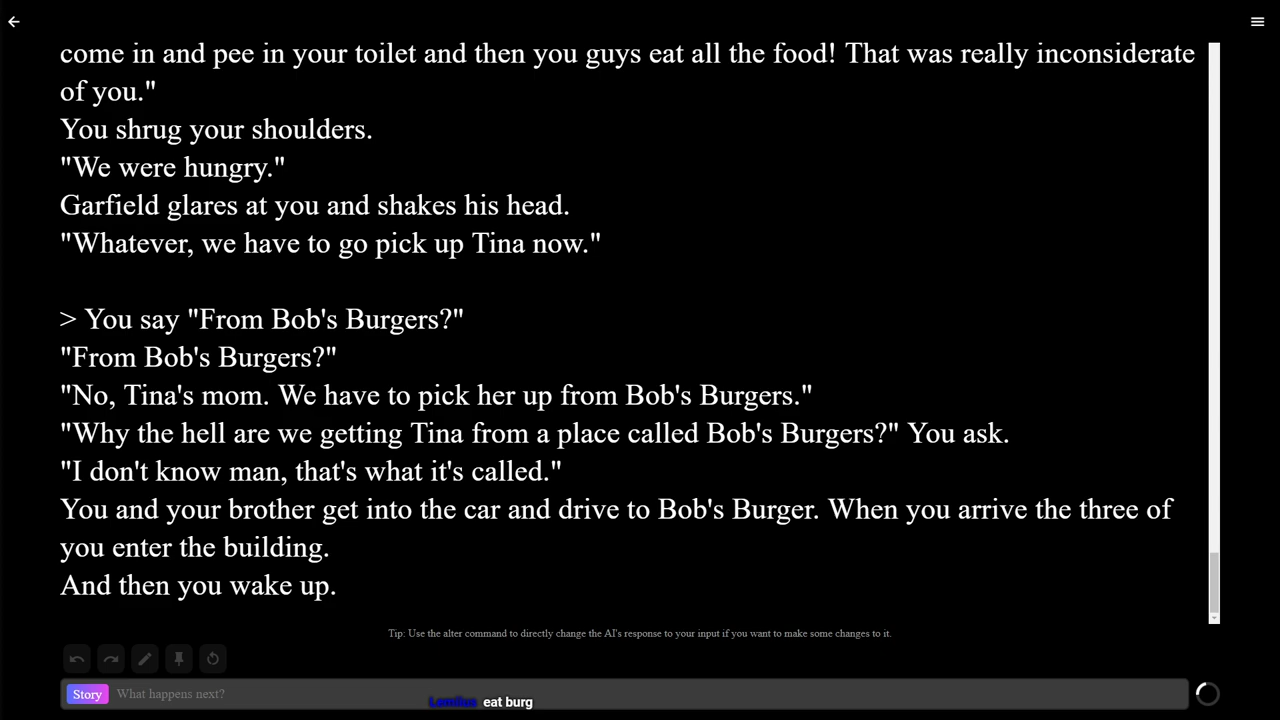 come in and pee in your toilet and then you guys eat all the food! That was really inconsiderate
of you."
You shrug your shoulders.
"We were hungry."
Garfield glares at you and shakes his head.
"Whatever, we have to go pick up Tina now."
> You say "From Bob's Burgers?"
"From Bob's Burgers?"
"No, Tina's mom. We have to pick her up from Bob's Burgers."
"Why the hell are we getting Tina from a place called Bob's Burgers?" You ask.
"I don't know man, that's what it's called."
You and your brother get into the car and drive to Bob's Burger. When you arrive the three of
you enter the building.
And then you wake up.
Tip: Use the alter command to directly change the AI's response to your input if you want to make some changes to it.
Story What happens next?
eat burg